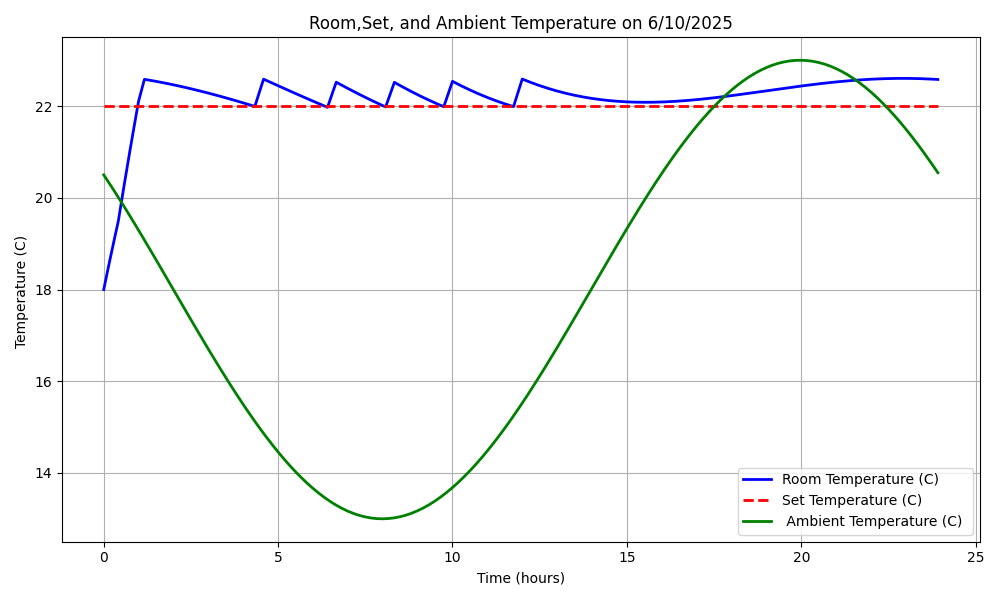 Room,Set, and Ambient Temperature on 6/10/2025
Temperature (C)
22
20
18
16
14
0 5 10 15 20 25
Time (hours)
Room Temperature (C)
Set Temperature (C)
Ambient Temperature (C)